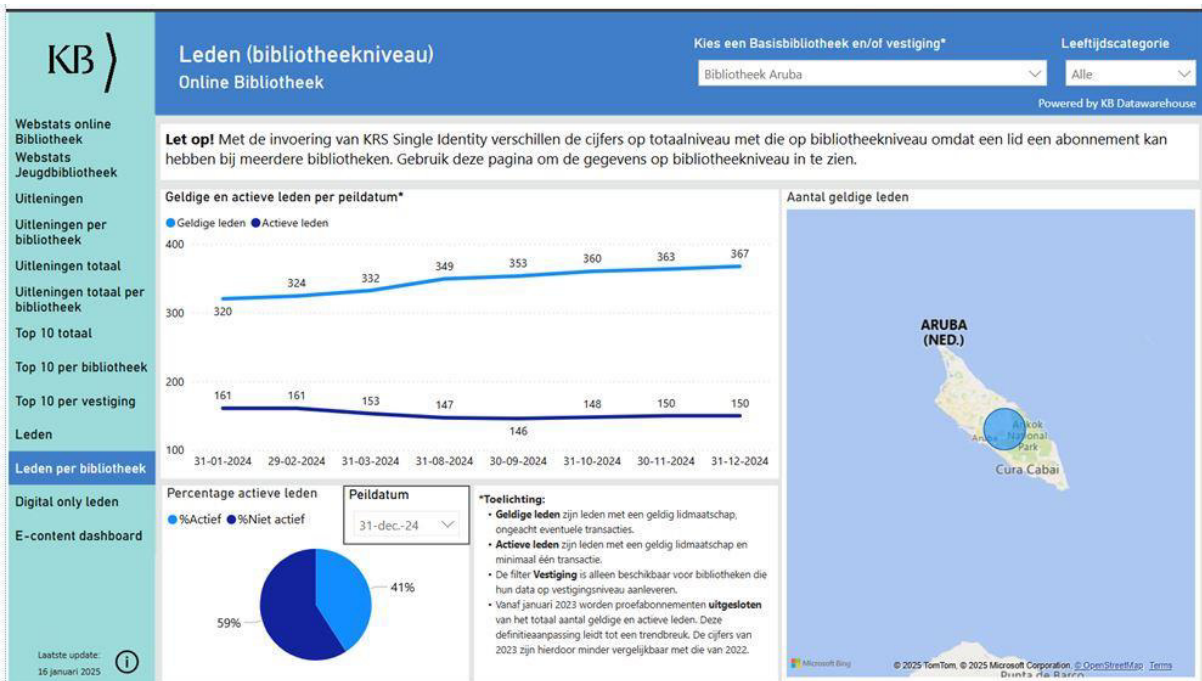 KB
Leden (bibliotheekniveau)
Online Bibliotheek
Kies een Basisbibliotheek en/of vestiging*
Bibliotheek Aruba
Leeftijdscategorie
Alle
Powered by KB Datawarehouse
Webstats online
Bibliotheek
Webstats
Jeugdbibliotheek
Uitleningen
Uitleningen per
bibliotheek
Uitleningen totaal
Uitleningen totaal per
bibliotheek
Top 10 totaal
Top 10 per bibliotheek
Top 10 per vestiging
Leden
Leden per bibliotheek
Digital only leden
E-content dashboard
Laatste update:
16 januari 2025
Let op! Met de invoering van KRS Single Identity verschillen de cijfers op totaalniveau met die op bibliotheekniveau omdat een lid een abonnement kan
hebben bij meerdere bibliotheken. Gebruik deze pagina om de gegevens op bibliotheekniveau in te zien.
Geldige en actieve leden per peildatum*
Geldige leden Actieve leden
400
300
200
100
320 324 332 349 353 360 363 367
161 161 153 147 146 148 150 150
31-01-2024 29-02-2024 31-03-2024 31-08-2024 30-09-2024 31-10-2024 30-11-2024 31-12-2024
Percentage actieve leden
%Actief %Niet actief
41%
59%
Peildatum
31-dec.-24
*Toelichting:
• Geldige leden zijn leden met een geldig lidmaatschap,
ongeacht eventuele transacties.
• Actieve leden zijn leden met een geldig lidmaatschap en
minimaal één transactie.
• De filter Vestiging is alleen beschikbaar voor bibliotheken die
hun data op vestigingsniveau aanleveren.
• Vanaf januari 2023 worden proefabonnementen uitgesloten
van het totaal aantal geldige en actieve leden. Deze
definitieaanpassing leidt tot een trendbreuk. De cijfers van
2023 zijn hierdoor minder vergelijkbaar met die van 2022.
Aantal geldige leden
ARUBA
(NED.)
Arikok
National
Park
Aruba
Cura Cabai
Microsoft Bing
© 2025 TomTom, © 2025 Microsoft Corporation, © OpenStreetMap Terms
Punta de Barco